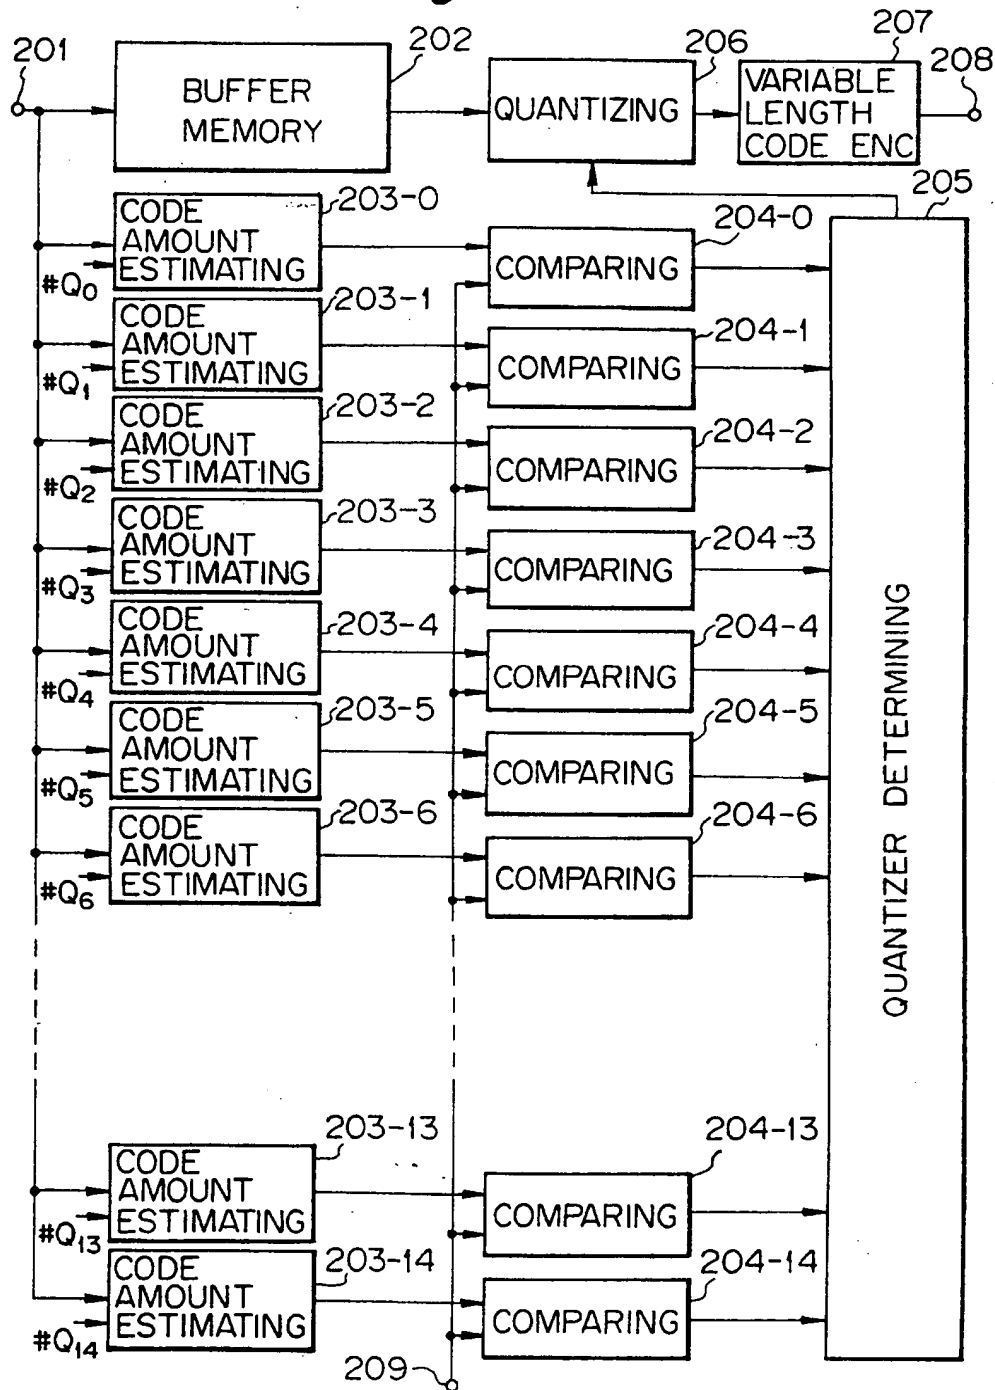 201
202
206
207
208
BUFFER
MEMORY
QUANTIZING
VARIABLE
LENGTH
CODE ENC
205
203-0
CODE
AMOUNT
ESTIMATING
#Q0
204-0
COMPARING
203-1
CODE
AMOUNT
ESTIMATING
#Q1
204-1
COMPARING
203-2
CODE
AMOUNT
ESTIMATING
#Q2
204-2
COMPARING
203-3
CODE
AMOUNT
ESTIMATING
#Q3
204-3
COMPARING
203-4
CODE
AMOUNT
ESTIMATING
#Q4
204-4
COMPARING
203-5
CODE
AMOUNT
ESTIMATING
#Q5
204-5
COMPARING
203-6
CODE
AMOUNT
ESTIMATING
#Q6
204-6
COMPARING
QUANTIZER DETERMINING
203-13
CODE
AMOUNT
ESTIMATING
#Q13
204-13
COMPARING
203-14
CODE
AMOUNT
ESTIMATING
#Q14
204-14
COMPARING
209